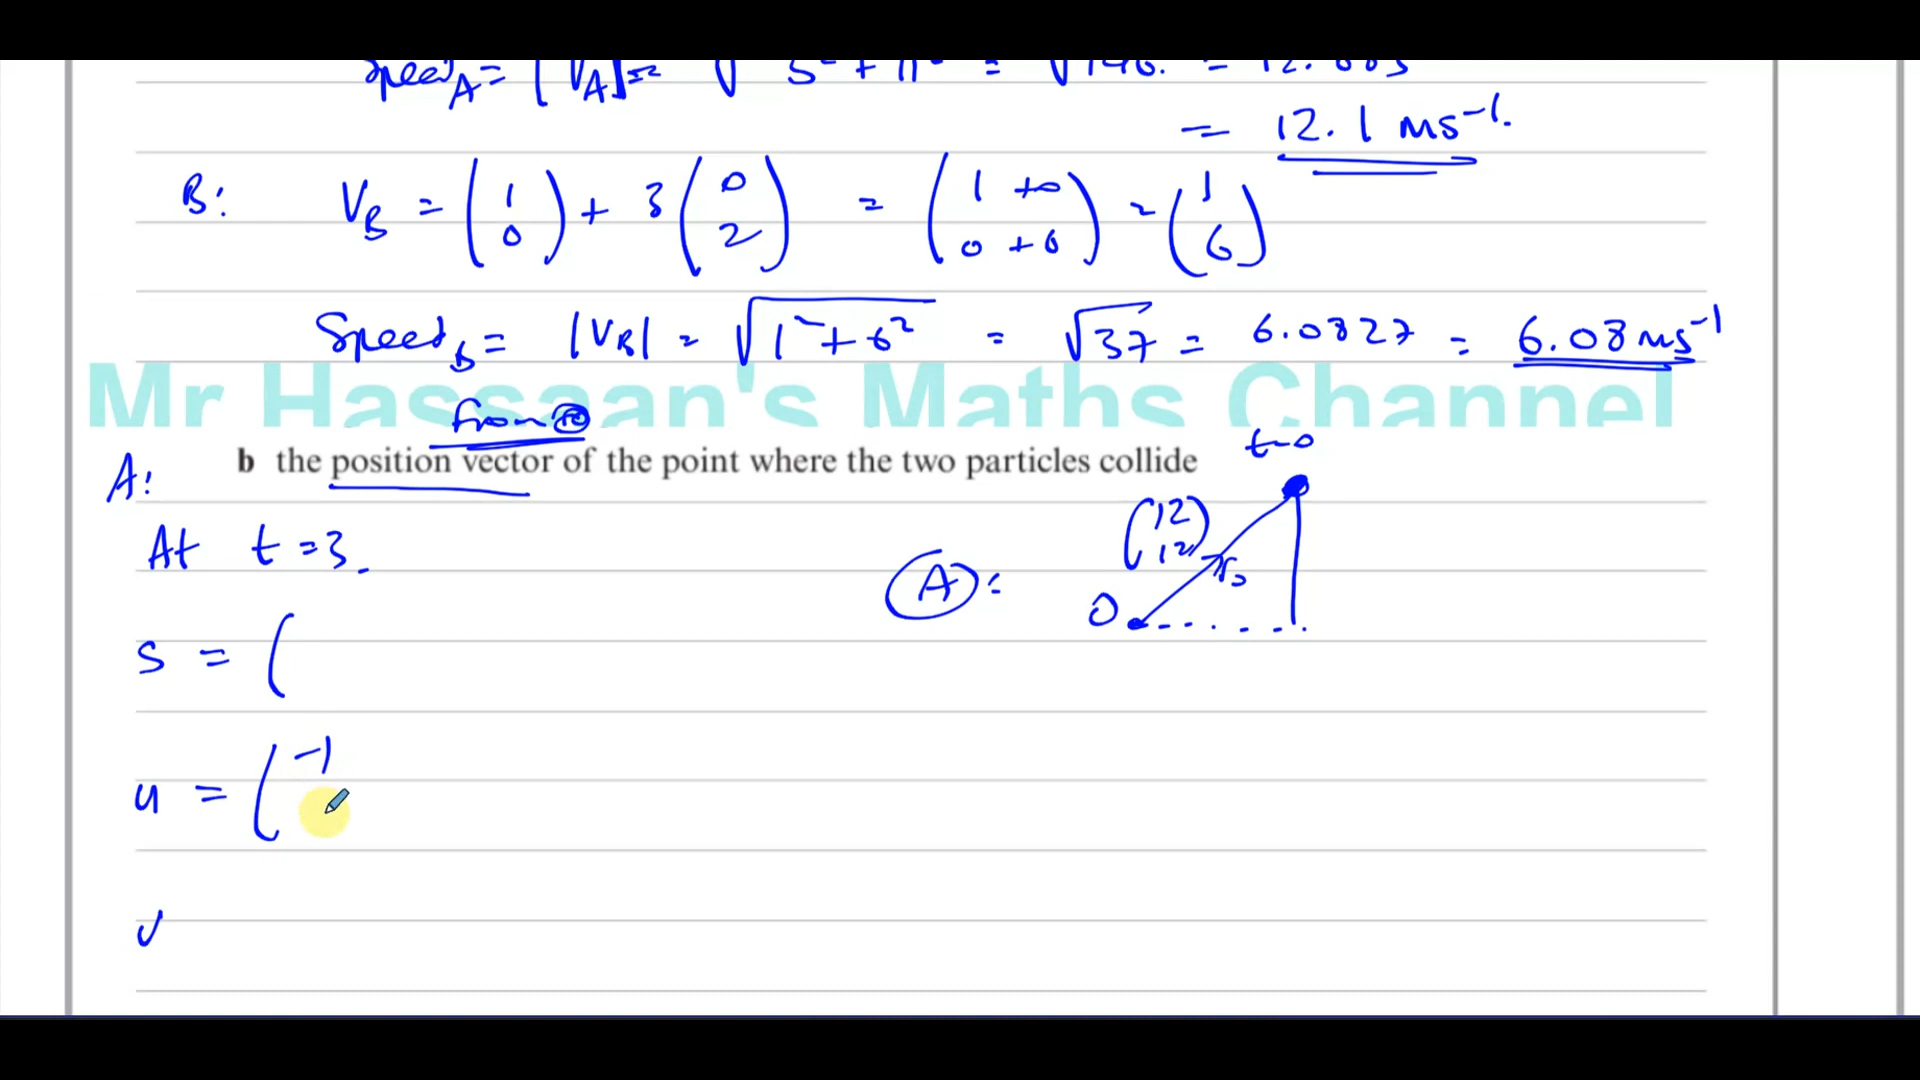 Speed_A = |V_A| = √ 5² + 11² = √146. = 12.083
= 12.1 ms⁻¹.
B: V_B = (1 0) + 3 (0 2) = (1 +0 0 +6) = (1 6)
Speed_B = |V_B| = √1² + 6² = √37 = 6.0827 = 6.08 ms⁻¹
Mr Hassaan's Maths Channel
from
b the position vector of the point where the two particles collide
t=0
A:
At t = 3.
(12 12)
A:
r₀
O
s = (
u = (-1
v